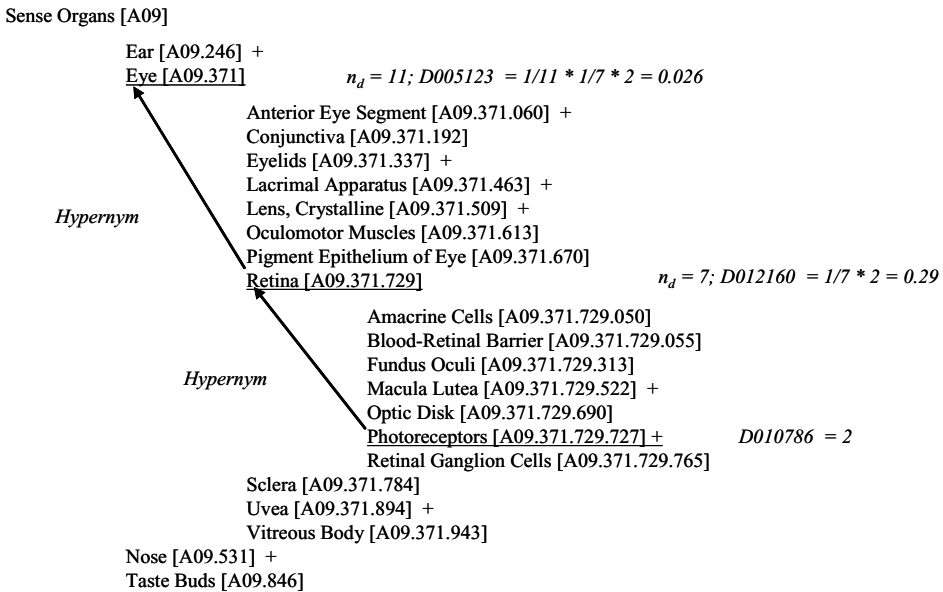 Sense Organs [A09]
Ear [A09.246] +
Eye [A09.371] n_d = 11; D005123 = 1/11 * 1/7 * 2 = 0.026
Anterior Eye Segment [A09.371.060] +
Conjunctiva [A09.371.192]
Eyelids [A09.371.337] +
Lacrimal Apparatus [A09.371.463] +
Lens, Crystalline [A09.371.509] +
Hypernym
Oculomotor Muscles [A09.371.613]
Pigment Epithelium of Eye [A09.371.670]
Retina [A09.371.729] n_d = 7; D012160 = 1/7 * 2 = 0.29
Amacrine Cells [A09.371.729.050]
Blood-Retinal Barrier [A09.371.729.055]
Fundus Oculi [A09.371.729.313]
Hypernym
Macula Lutea [A09.371.729.522] +
Optic Disk [A09.371.729.690]
Photoreceptors [A09.371.729.727] + D010786 = 2
Retinal Ganglion Cells [A09.371.729.765]
Sclera [A09.371.784]
Uvea [A09.371.894] +
Vitreous Body [A09.371.943]
Nose [A09.531] +
Taste Buds [A09.846]